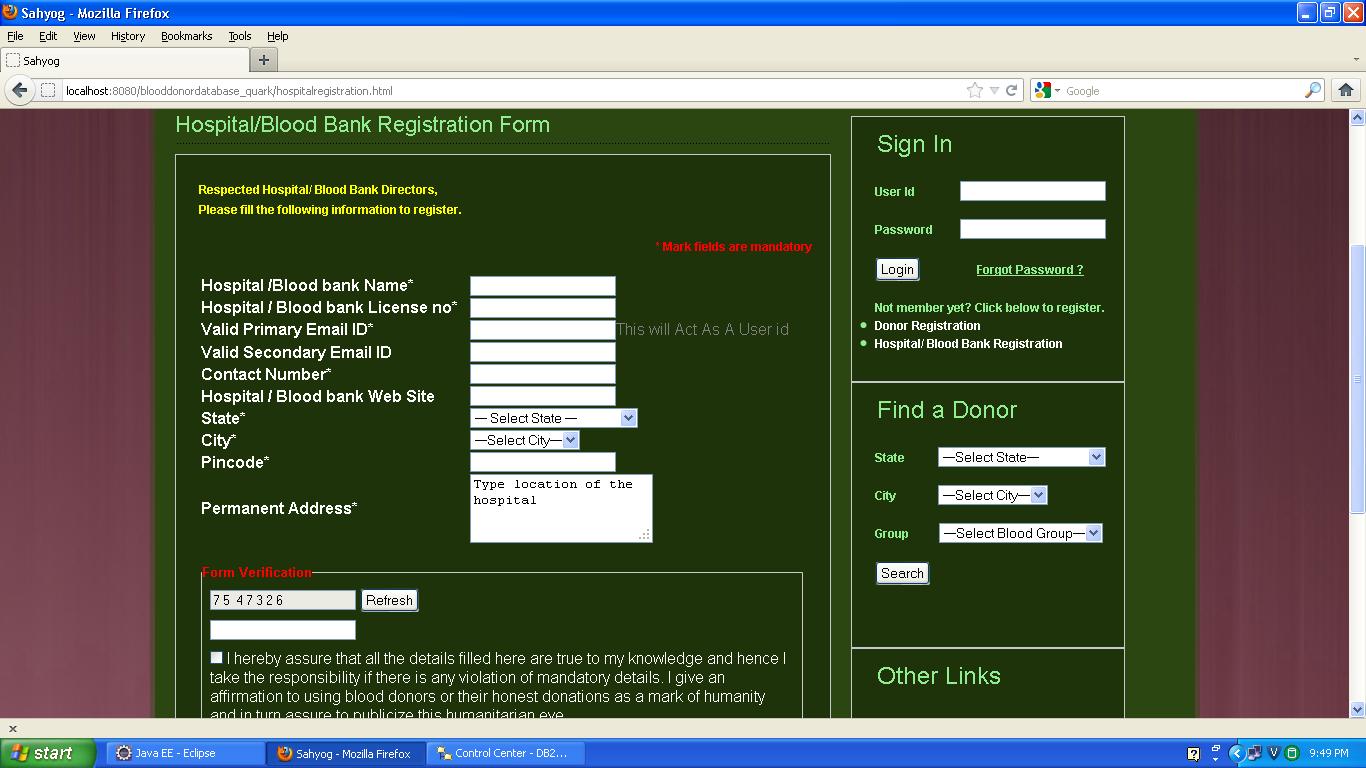 Sahyog - Mozilla Firefox
File Edit View History Bookmarks Tools Help
Sahyog
localhost:8080/blooddonordatabase_quark/hospitalregistration.html
Google
Hospital/Blood Bank Registration Form
Respected Hospital/ Blood Bank Directors,
Please fill the following information to register.
* Mark fields are mandatory
Hospital /Blood bank Name*
Hospital / Blood bank License no*
Valid Primary Email ID* This will Act As A User id
Valid Secondary Email ID
Contact Number*
Hospital / Blood bank Web Site
State* --- Select State ---
City* ---Select City---
Pincode*
Permanent Address* Type location of the
hospital
Form Verification
7 5 4 7 3 2 6 Refresh
I hereby assure that all the details filled here are true to my knowledge and hence I
take the responsibility if there is any violation of mandatory details. I give an
affirmation to using blood donors or their honest donations as a mark of humanity
and in turn assure to publicize this humanitarian eye
Sign In
User Id
Password
Login Forgot Password ?
Not member yet? Click below to register.
Donor Registration
Hospital/ Blood Bank Registration
Find a Donor
State ---Select State---
City ---Select City---
Group ---Select Blood Group---
Search
Other Links
start Java EE - Eclipse Sahyog - Mozilla Firefox Control Center - DB2... 9:49 PM